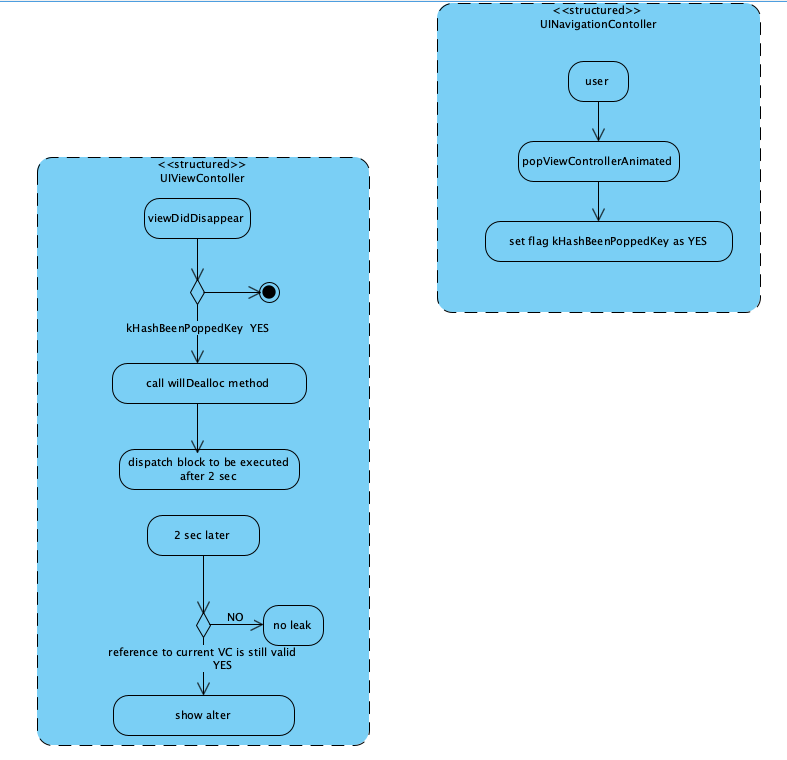 <<structured>>
UINavigationContoller
user
popViewControllerAnimated
set flag kHashBeenPoppedKey as YES
<<structured>>
UIViewContoller
viewDidDisappear
kHashBeenPoppedKey YES
call willDealloc method
dispatch block to be executed
after 2 sec
2 sec later
NO
no leak
reference to current VC is still valid
YES
show alter